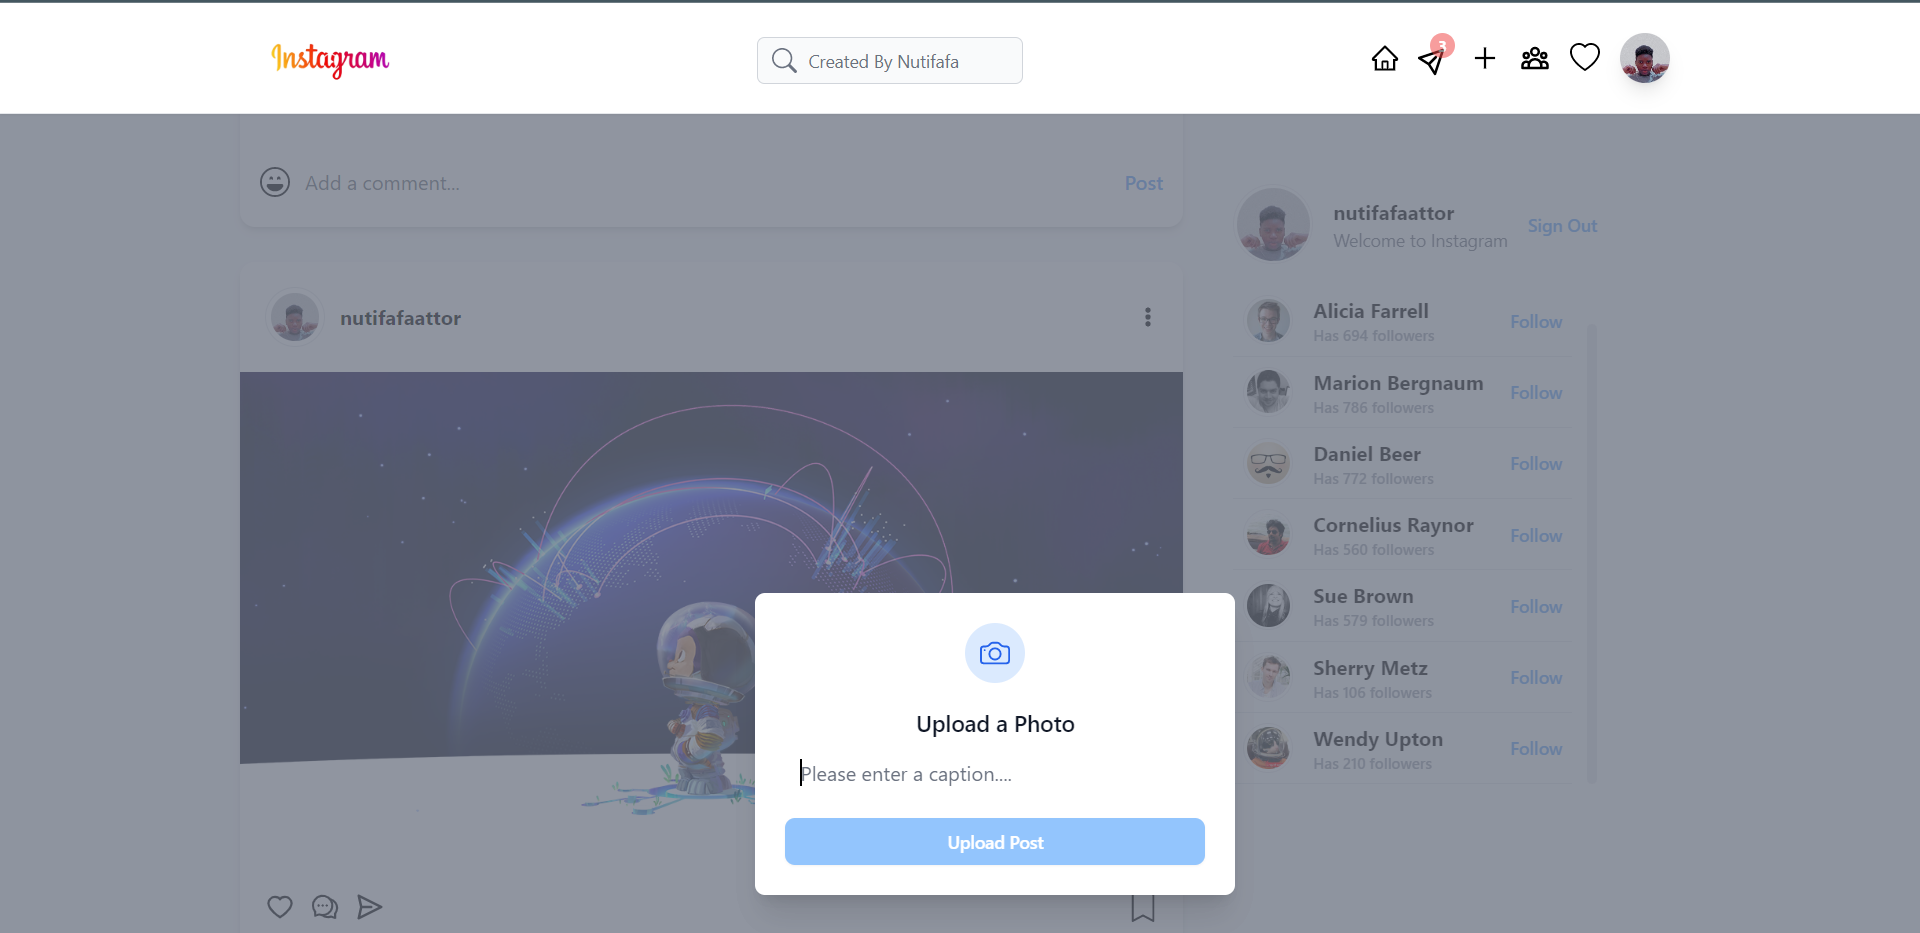 Instagram
Created By Nutifafa
3
Add a comment...
Post
nutifafaattor
Welcome to Instagram
Sign Out
nutifafaattor
Alicia Farrell
Has 694 followers
Follow
Marion Bergnaum
Has 786 followers
Follow
Daniel Beer
Has 772 followers
Follow
Cornelius Raynor
Has 560 followers
Follow
Sue Brown
Has 579 followers
Follow
Sherry Metz
Has 106 followers
Follow
Wendy Upton
Has 210 followers
Follow
Upload a Photo
Please enter a caption....
Upload Post